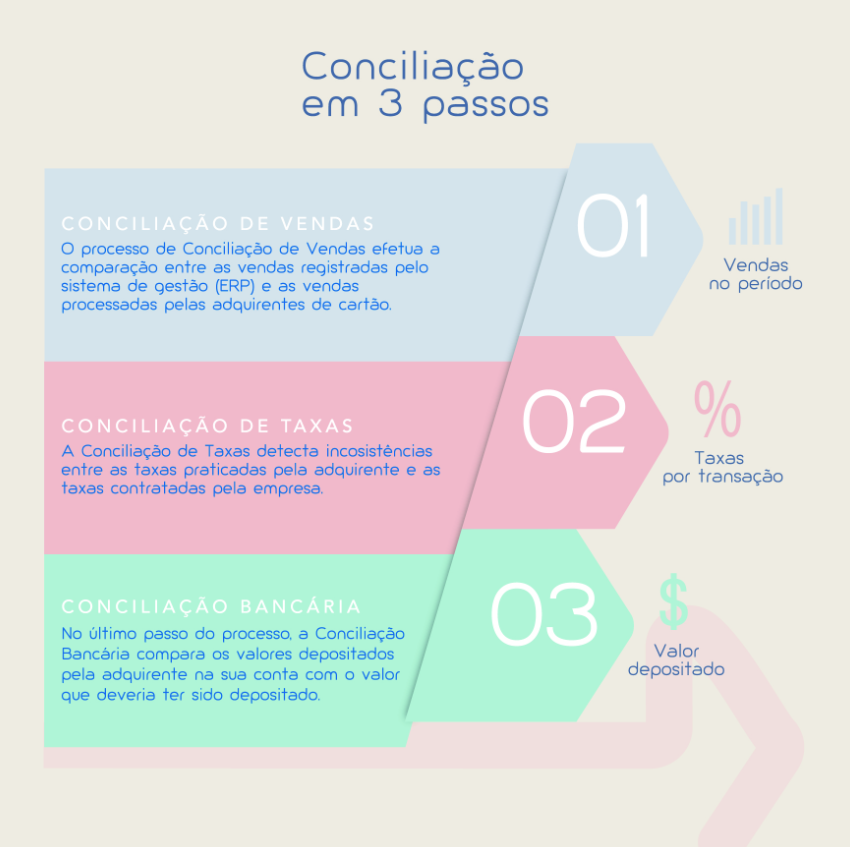 Conciliação
em 3 passos
CONCILIAÇÃO DE VENDAS
O processo de Conciliação de Vendas efetua a
comparação entre as vendas registradas pelo
sistema de gestão (ERP) e as vendas
processadas pelas adquirentes de cartão.
01
Vendas
no período
CONCILIAÇÃO DE TAXAS
A Conciliação de Taxas detecta incosistências
entre as taxas praticadas pela adquirente e as
taxas contratadas pela empresa.
02
%
Taxas
por transação
CONCILIAÇÃO BANCÁRIA
No último passo do processo, a Conciliação
Bancária compara os valores depositados
pela adquirente na sua conta com o valor
que deveria ter sido depositado.
03
$
Valor
depositado